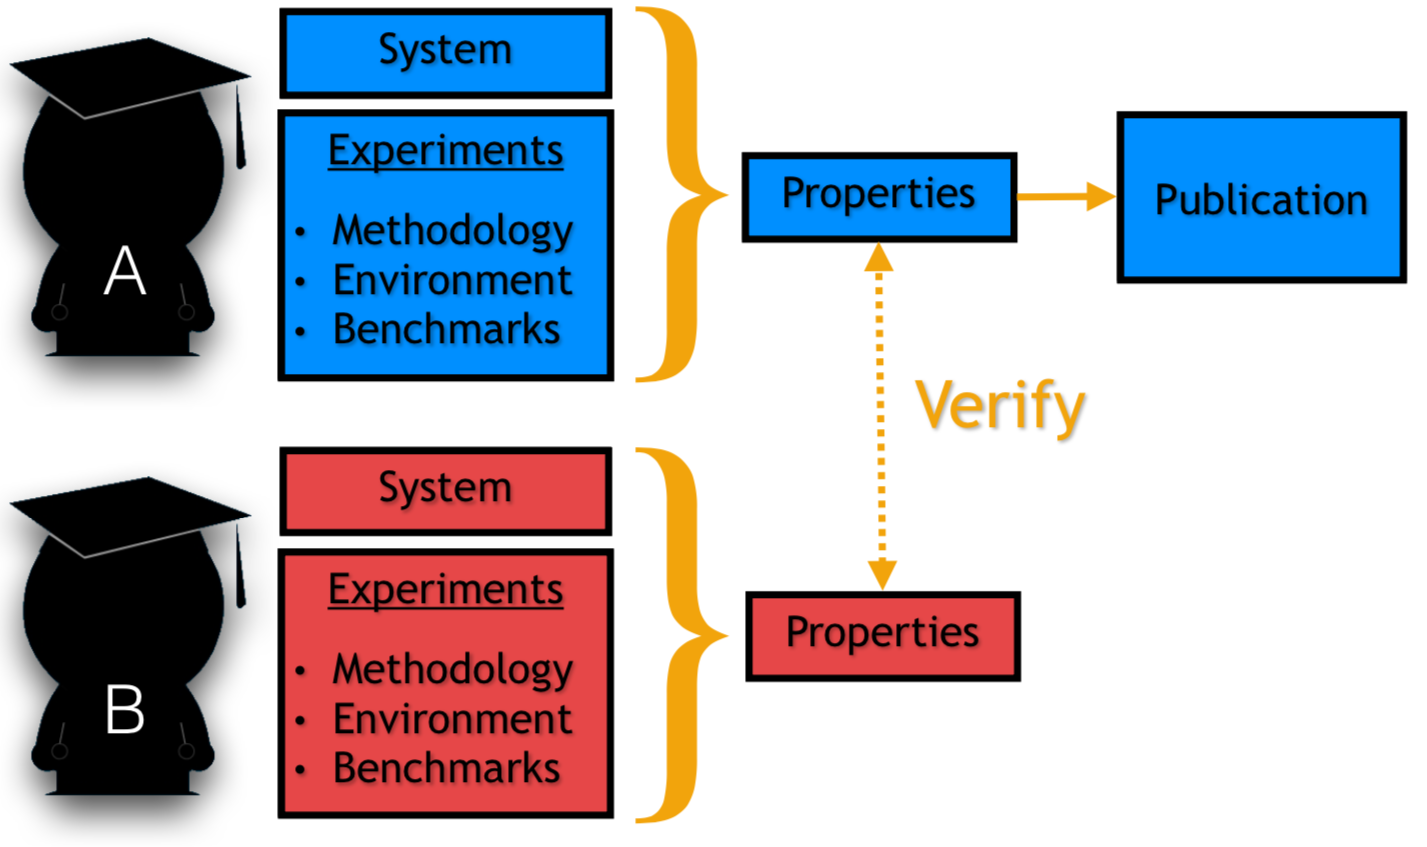 A
System
Experiments
• Methodology
• Environment
• Benchmarks
Properties
Publication
Verify
B
System
Experiments
• Methodology
• Environment
• Benchmarks
Properties